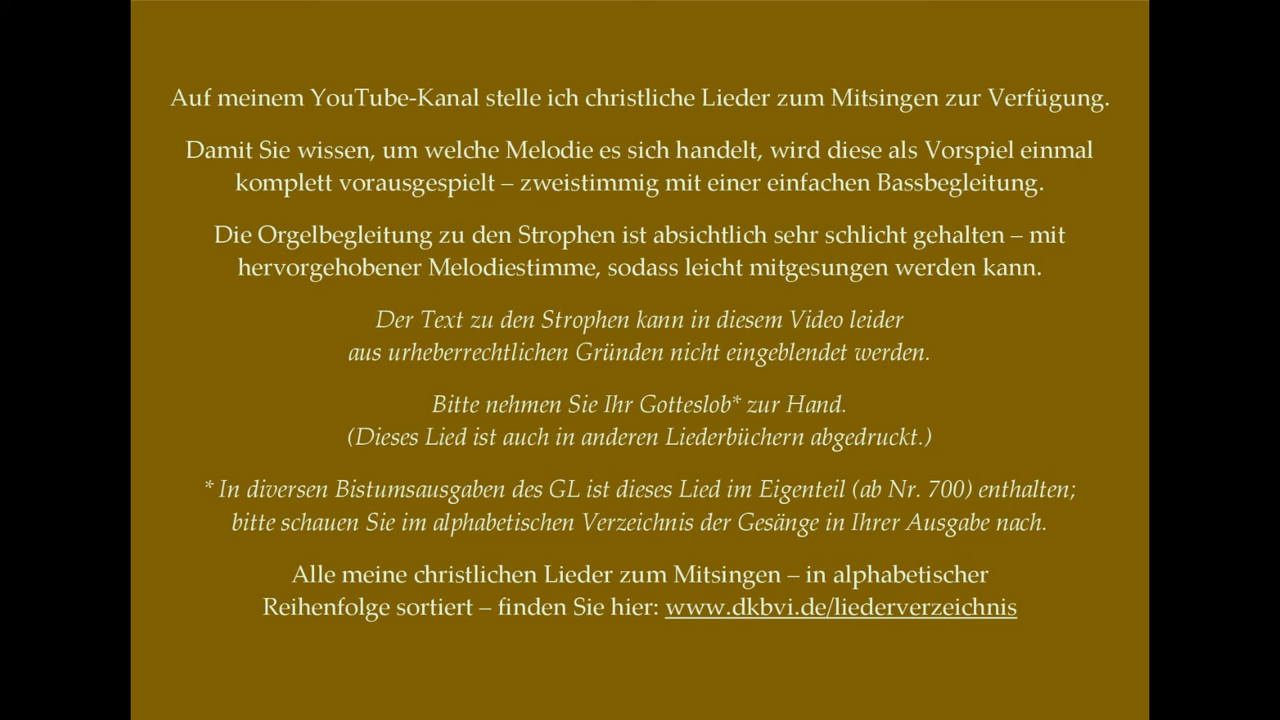 Auf meinem YouTube-Kanal stelle ich christliche Lieder zum Mitsingen zur Verfügung.
Damit Sie wissen, um welche Melodie es sich handelt, wird diese als Vorspiel einmal
komplett vorausgespielt – zweistimmig mit einer einfachen Bassbegleitung.
Die Orgelbegleitung zu den Strophen ist absichtlich sehr schlicht gehalten – mit
hervorgehobener Melodiestimme, sodass leicht mitgesungen werden kann.
Der Text zu den Strophen kann in diesem Video leider
aus urheberrechtlichen Gründen nicht eingeblendet werden.
Bitte nehmen Sie Ihr Gotteslob* zur Hand.
(Dieses Lied ist auch in anderen Liederbüchern abgedruckt.)
* In diversen Bistumsausgaben des GL ist dieses Lied im Eigenteil (ab Nr. 700) enthalten;
bitte schauen Sie im alphabetischen Verzeichnis der Gesänge in Ihrer Ausgabe nach.
Alle meine christlichen Lieder zum Mitsingen – in alphabetischer
Reihenfolge sortiert – finden Sie hier: www.dkbvi.de/liederverzeichnis